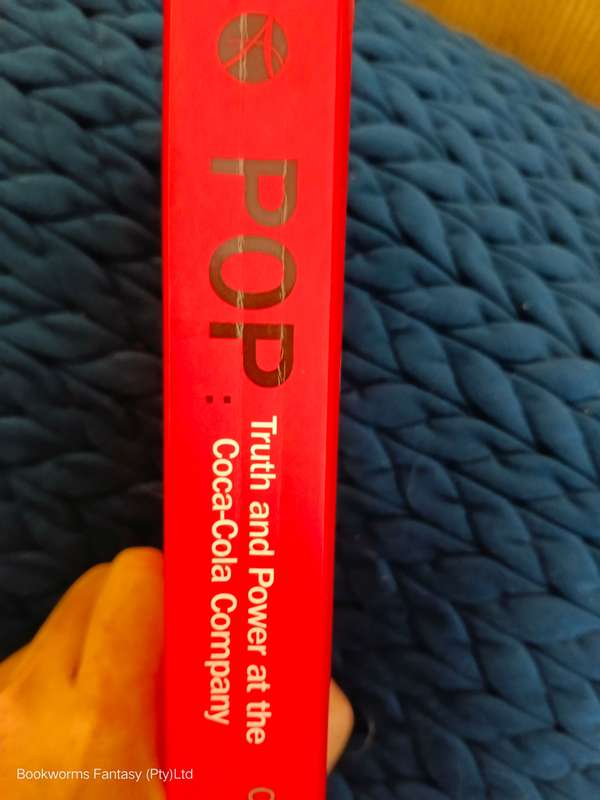 POP:
Truth and Power at the
Coca-Cola Company
Bookworms Fantasy (Pty)Ltd